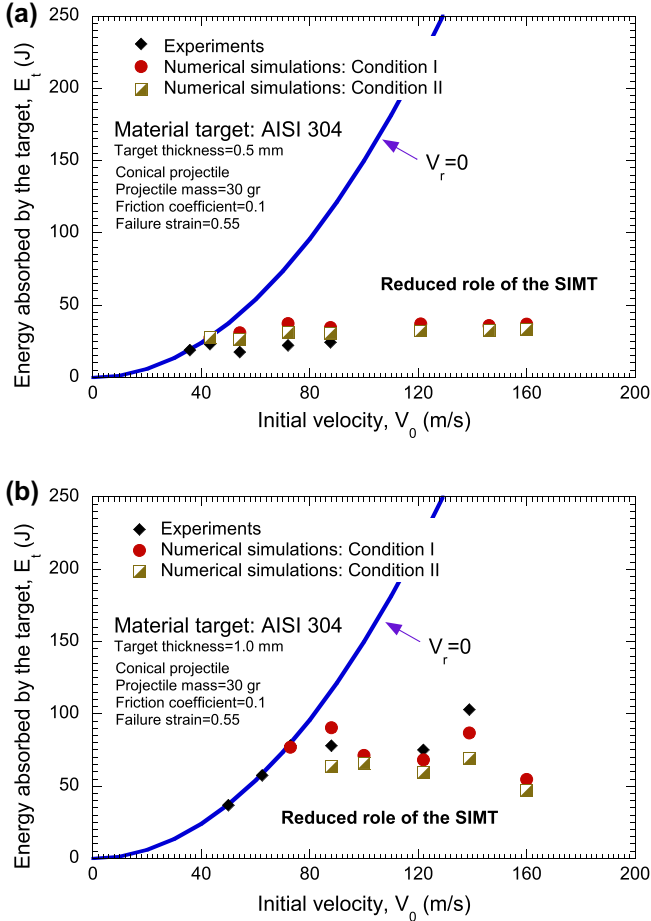 (a)
250
200
150
100
50
0
Energy absorbed by the target, E_t (J)
Experiments
Numerical simulations: Condition I
Numerical simulations: Condition II
Material target: AISI 304
Target thickness=0.5 mm
Conical projectile
Projectile mass=30 gr
Friction coefficient=0.1
Failure strain=0.55
V_r=0
Reduced role of the SIMT
0 40 80 120 160 200
Initial velocity, V_0 (m/s)
(b)
250
200
150
100
50
0
Energy absorbed by the target, E_t (J)
Experiments
Numerical simulations: Condition I
Numerical simulations: Condition II
Material target: AISI 304
Target thickness=1.0 mm
Conical projectile
Projectile mass=30 gr
Friction coefficient=0.1
Failure strain=0.55
V_r=0
Reduced role of the SIMT
0 40 80 120 160 200
Initial velocity, V_0 (m/s)